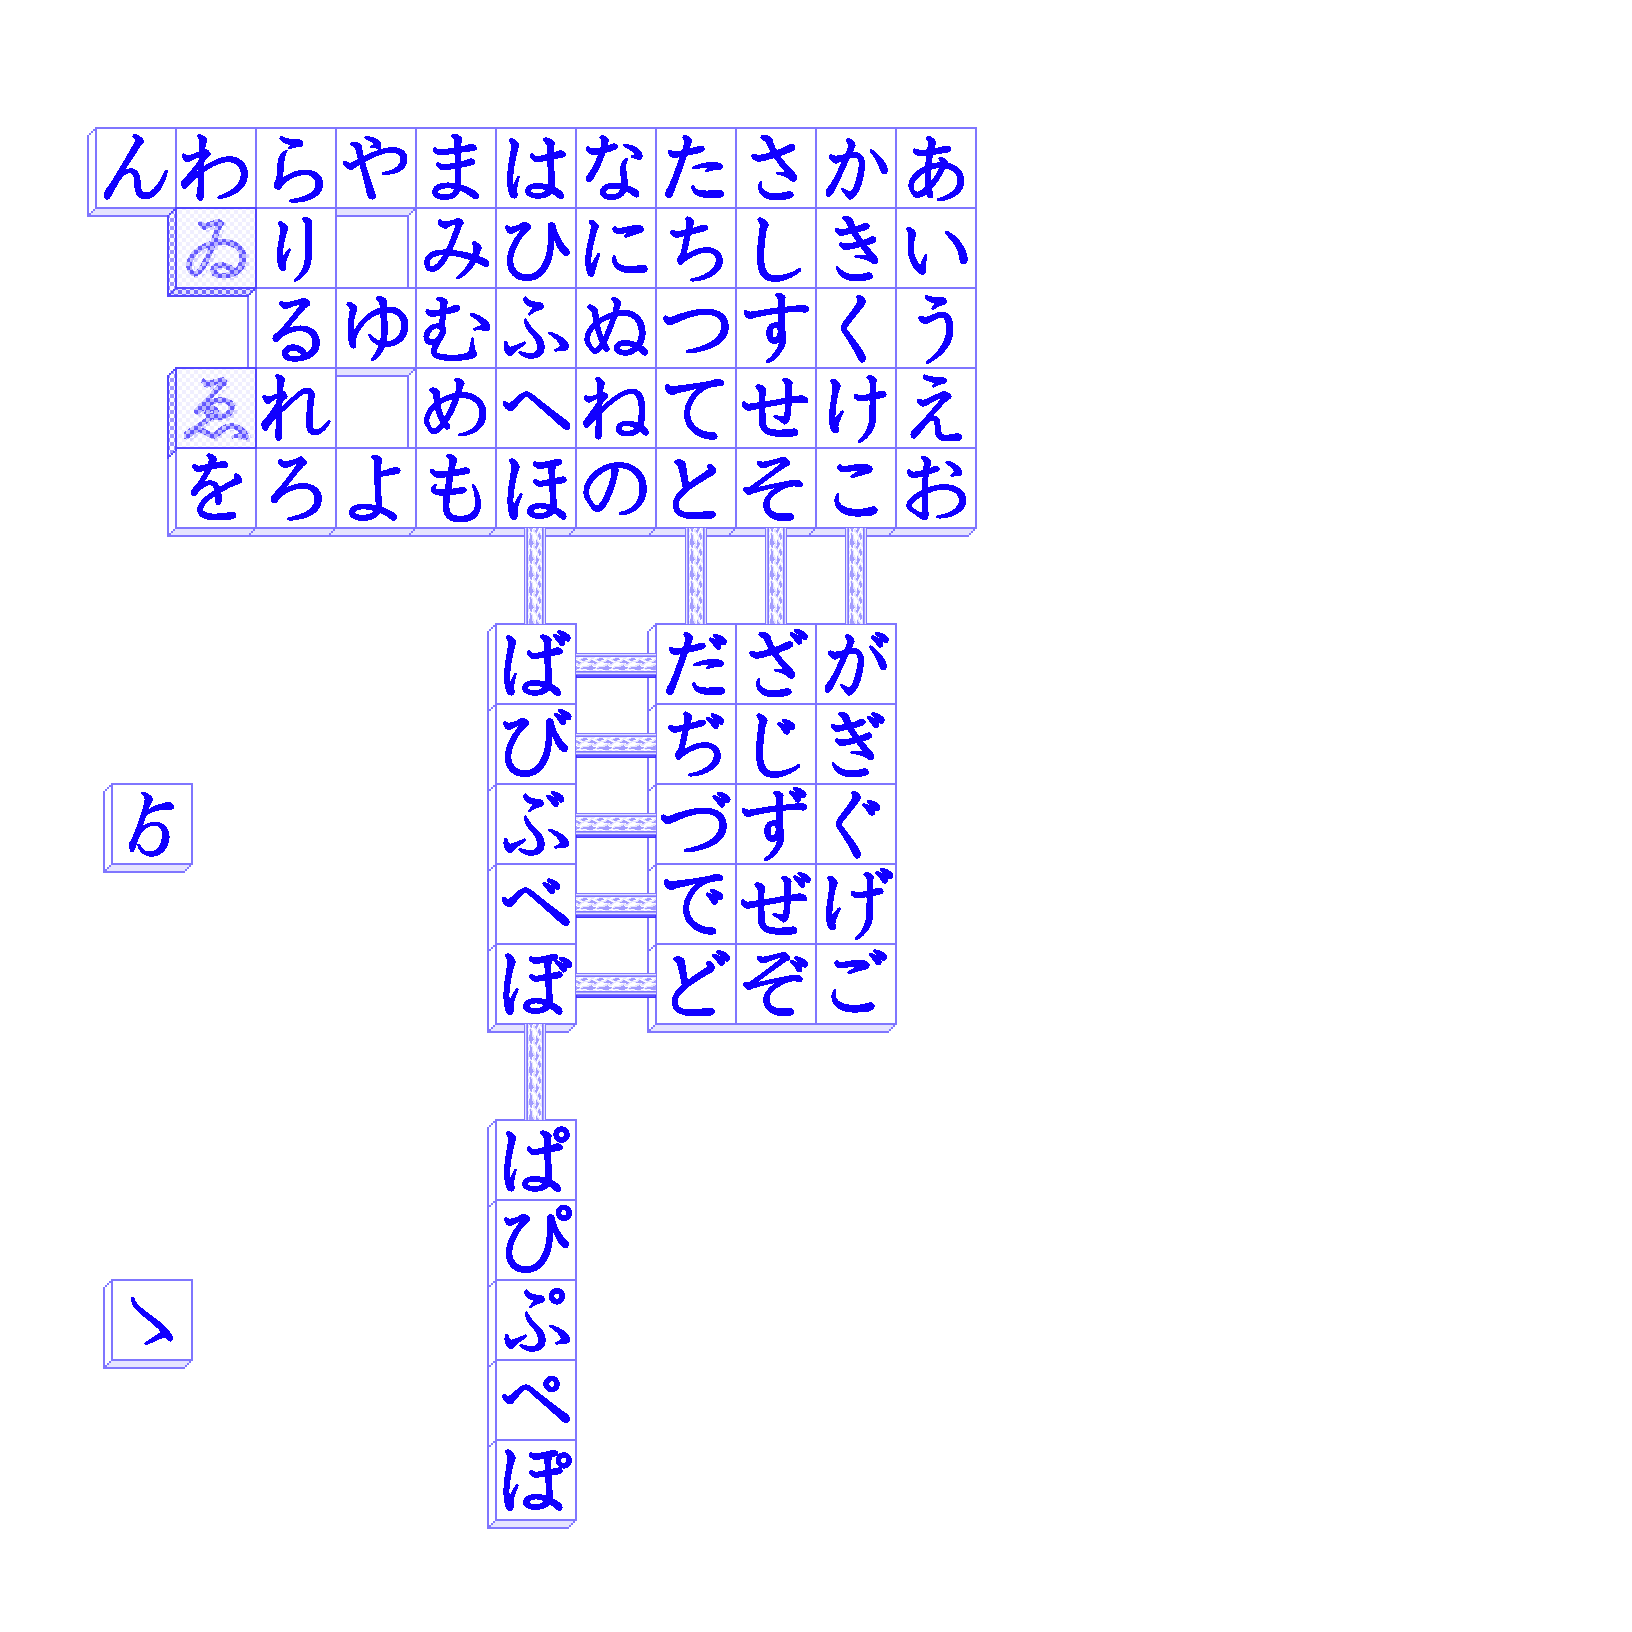 んわらやまはなたさかあ
ゐり みひにちしきい
るゆむふぬつすくう
ゑれ めへねてせけえ
をろよもほのとそこお
ばだざが
びぢじぎ
ゟぶづずぐ
べでぜげ
ぼどぞご
ぱ
ぴ
ゝぷ
ぺ
ぽ